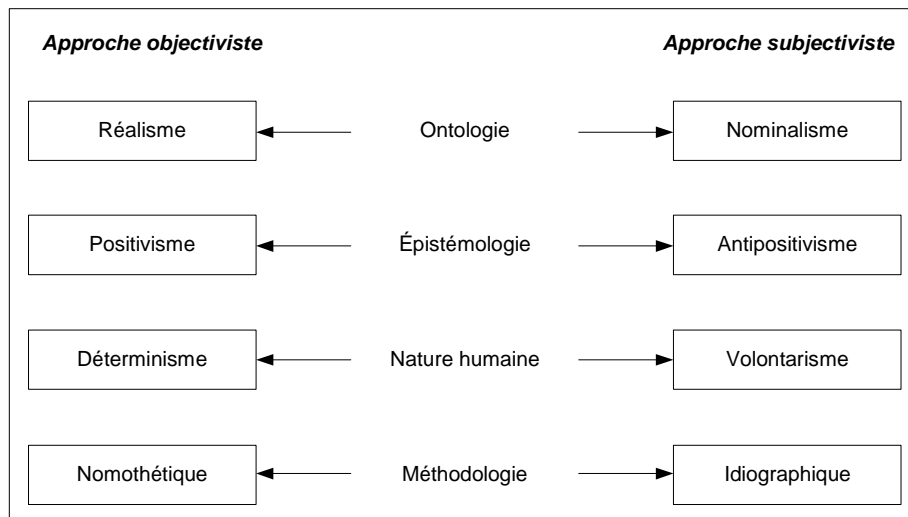 Approche objectiviste Approche subjectiviste
Réalisme Ontologie Nominalisme
Positivisme Épistémologie Antipositivisme
Déterminisme Nature humaine Volontarisme
Nomothétique Méthodologie Idiographique